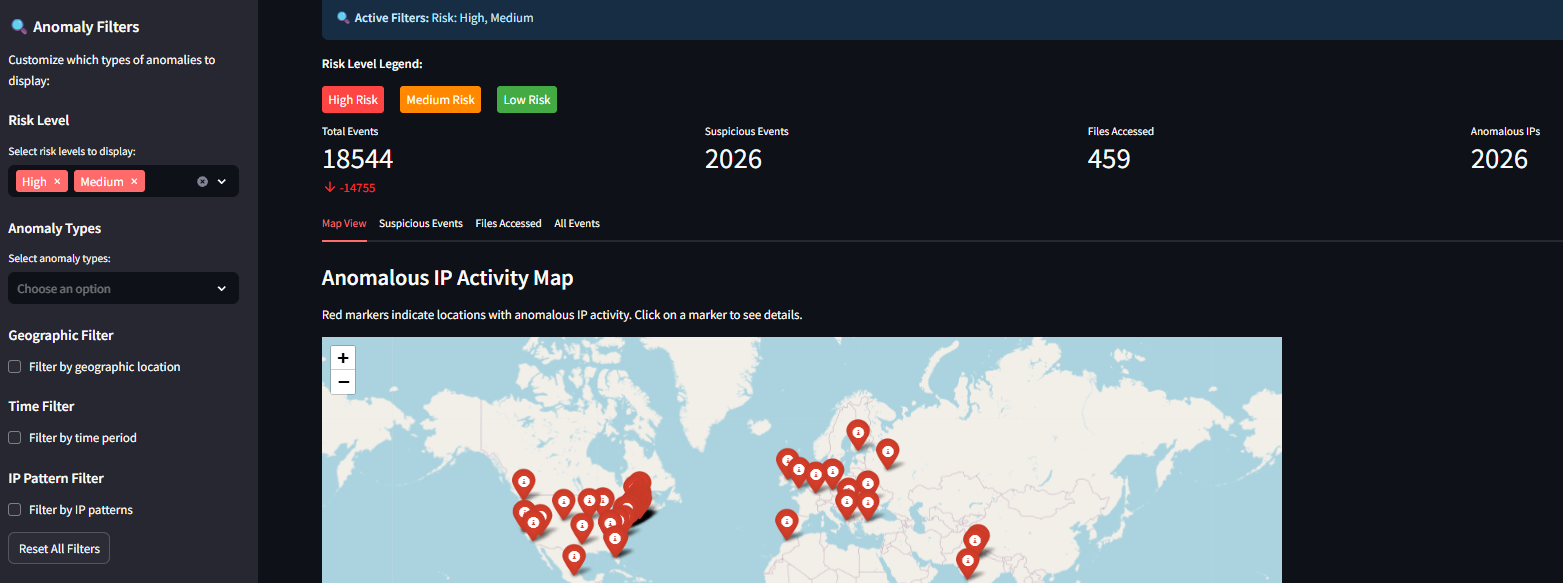 Anomaly Filters
Customize which types of anomalies to
display:
Risk Level
Select risk levels to display:
High × Medium ×
Anomaly Types
Select anomaly types:
Choose an option
Geographic Filter
Filter by geographic location
Time Filter
Filter by time period
IP Pattern Filter
Filter by IP patterns
Reset All Filters
Active Filters: Risk: High, Medium
Risk Level Legend:
High Risk Medium Risk Low Risk
Total Events Suspicious Events Files Accessed Anomalous IPs
18544 2026 459 2026
-14755
Map View Suspicious Events Files Accessed All Events
Anomalous IP Activity Map
Red markers indicate locations with anomalous IP activity. Click on a marker to see details.
+
−